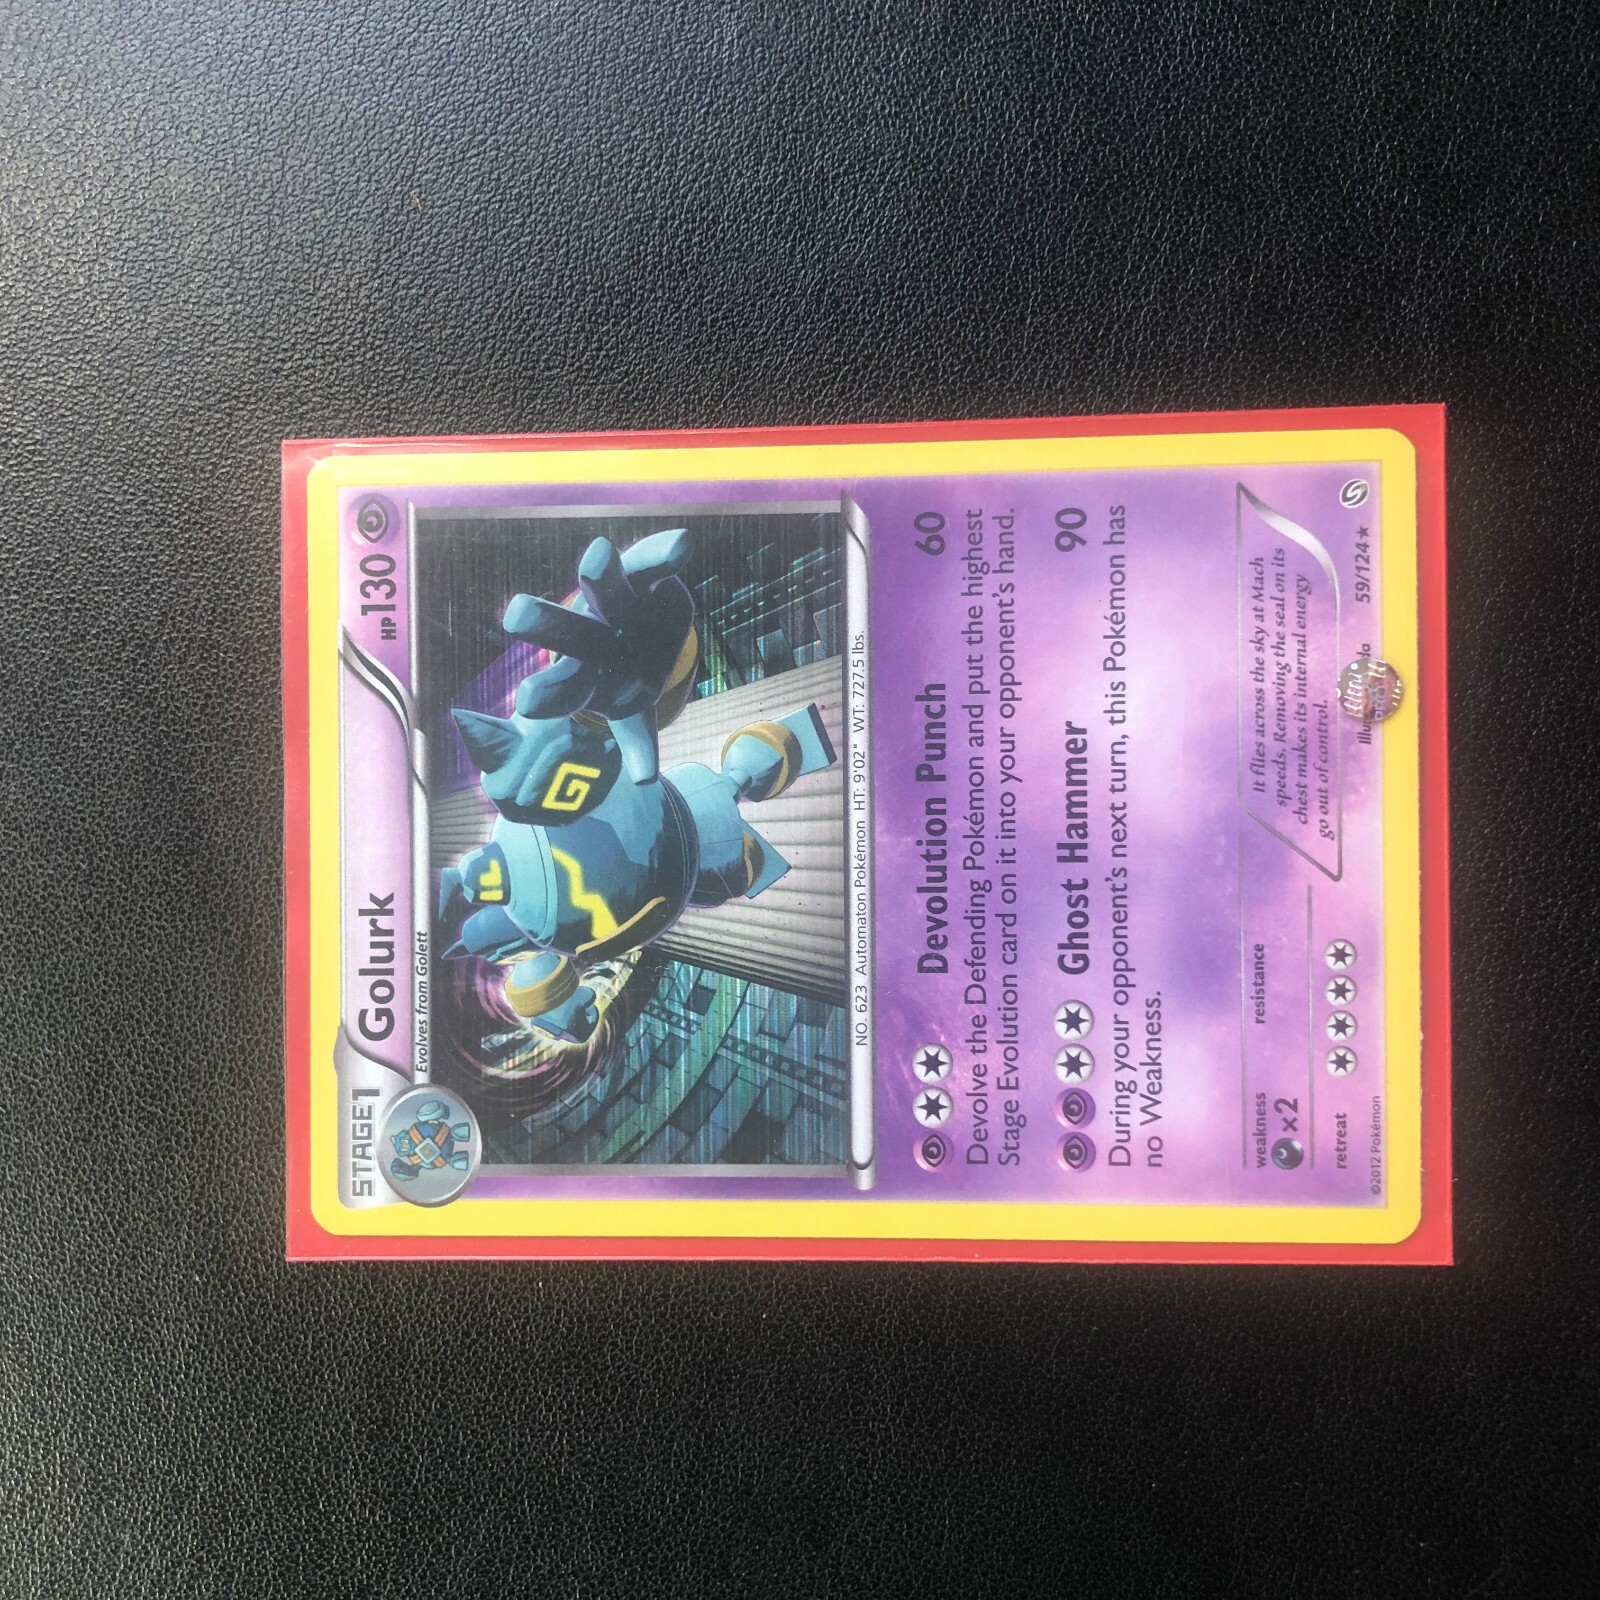 STAGE1
Golurk
HP 130
Evolves from Golett
NO. 623 Automaton Pokémon HT: 9'02" WT: 727.5 lbs.
Devolution Punch 60
Devolve the Defending Pokémon and put the highest
Stage Evolution card on it into your opponent's hand.
Ghost Hammer 90
During your opponent's next turn, this Pokémon has
no Weakness.
weakness
×2
resistance
retreat
It flies across the sky at Mach
speeds. Removing the seal on its
chest makes its internal energy
go out of control.
©2012 Pokémon
59/124★